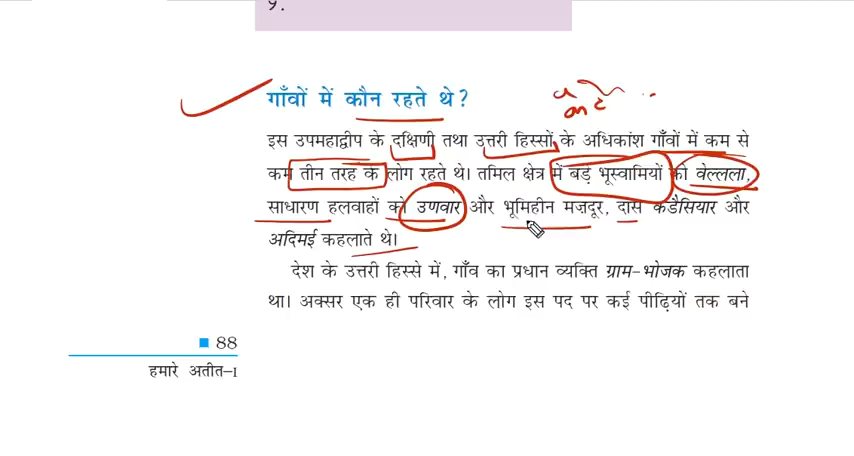 9.
गाँवों में कौन रहते थे?
इस उपमहाद्वीप के दक्षिणी तथा उत्तरी हिस्सों के अधिकांश गाँवों में कम से
कम तीन तरह के लोग रहते थे। तमिल क्षेत्र में बड़े भूस्वामियों को वेल्लला,
साधारण हलवाहों को उणवार और भूमिहीन मज़दूर, दास कडैसियार और
अदिमई कहलाते थे।
देश के उत्तरी हिस्से में, गाँव का प्रधान व्यक्ति ग्राम-भोजक कहलाता
था। अक्सर एक ही परिवार के लोग इस पद पर कई पीढ़ियों तक बने
88
हमारे अतीत-I